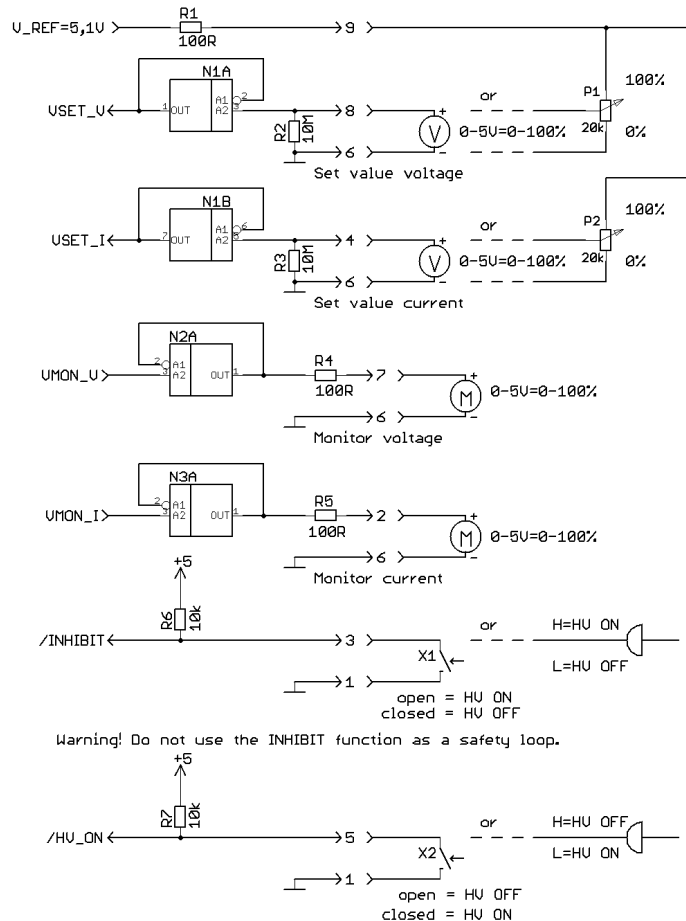 V_REF=5,1V
R1
100R
9
N1A
VSET_V
1
OUT
A1
2
A2
3
R2
10M
8
6
V
+
-
or
0-5V=0-100%
P1
20k
100%
0%
Set value voltage
N1B
VSET_I
7
OUT
A1
6
A2
5
R3
10M
4
6
V
+
-
or
0-5V=0-100%
P2
20k
100%
0%
Set value current
N2A
VMON_V
2
A1
3
A2
OUT
1
R4
100R
7
6
M
+
-
0-5V=0-100%
Monitor voltage
N3A
VMON_I
2
A1
3
A2
OUT
1
R5
100R
2
6
M
+
-
0-5V=0-100%
Monitor current
+5
R6
10k
/INHIBIT
3
1
X1
or
H=HV ON
L=HV OFF
open = HV ON
closed = HV OFF
Warning! Do not use the INHIBIT function as a safety loop.
+5
R7
10k
/HV_ON
5
1
X2
or
H=HV OFF
L=HV ON
open = HV OFF
closed = HV ON